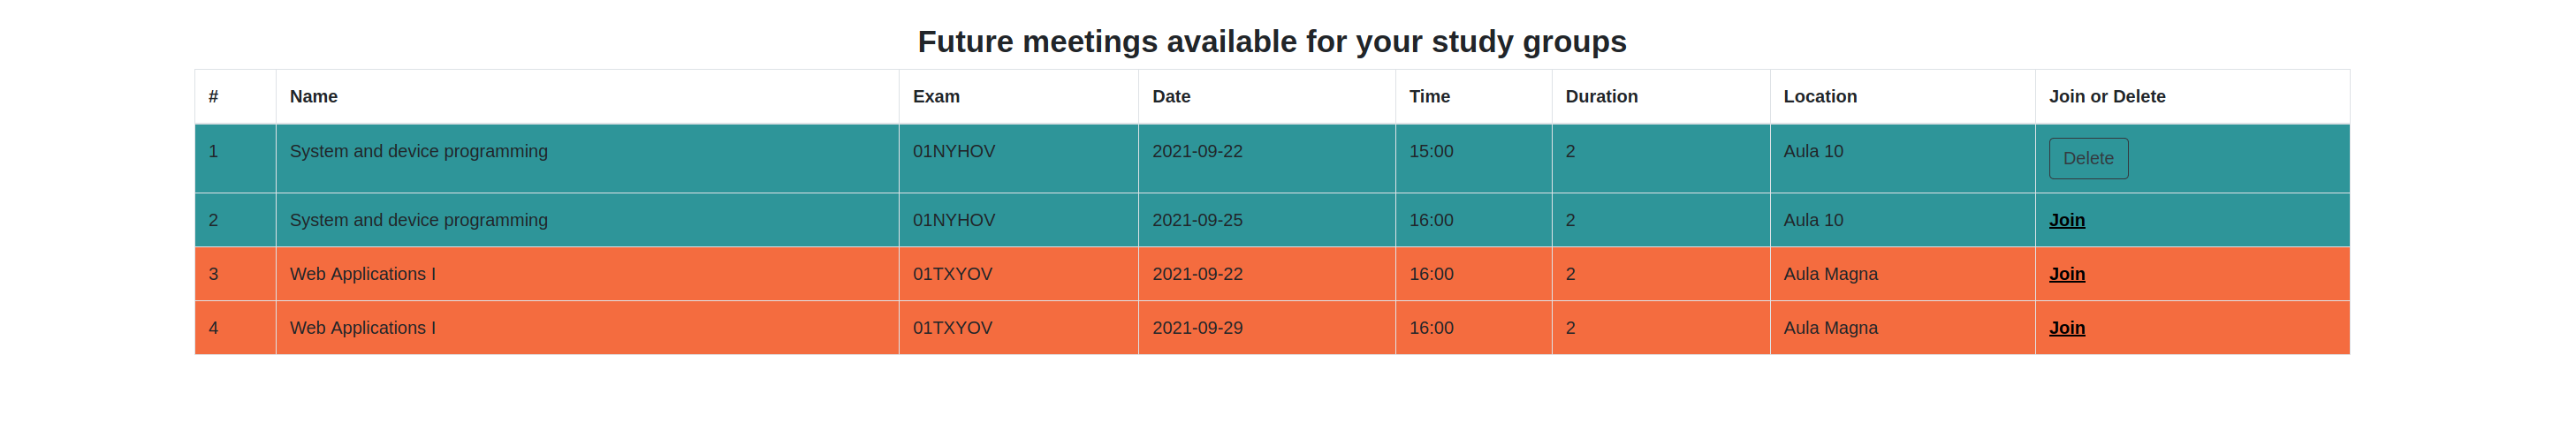 Future meetings available for your study groups
# Name Exam Date Time Duration Location Join or Delete
1 System and device programming 01NYHOV 2021-09-22 15:00 2 Aula 10 Delete
2 System and device programming 01NYHOV 2021-09-25 16:00 2 Aula 10 Join
3 Web Applications I 01TXYOV 2021-09-22 16:00 2 Aula Magna Join
4 Web Applications I 01TXYOV 2021-09-29 16:00 2 Aula Magna Join